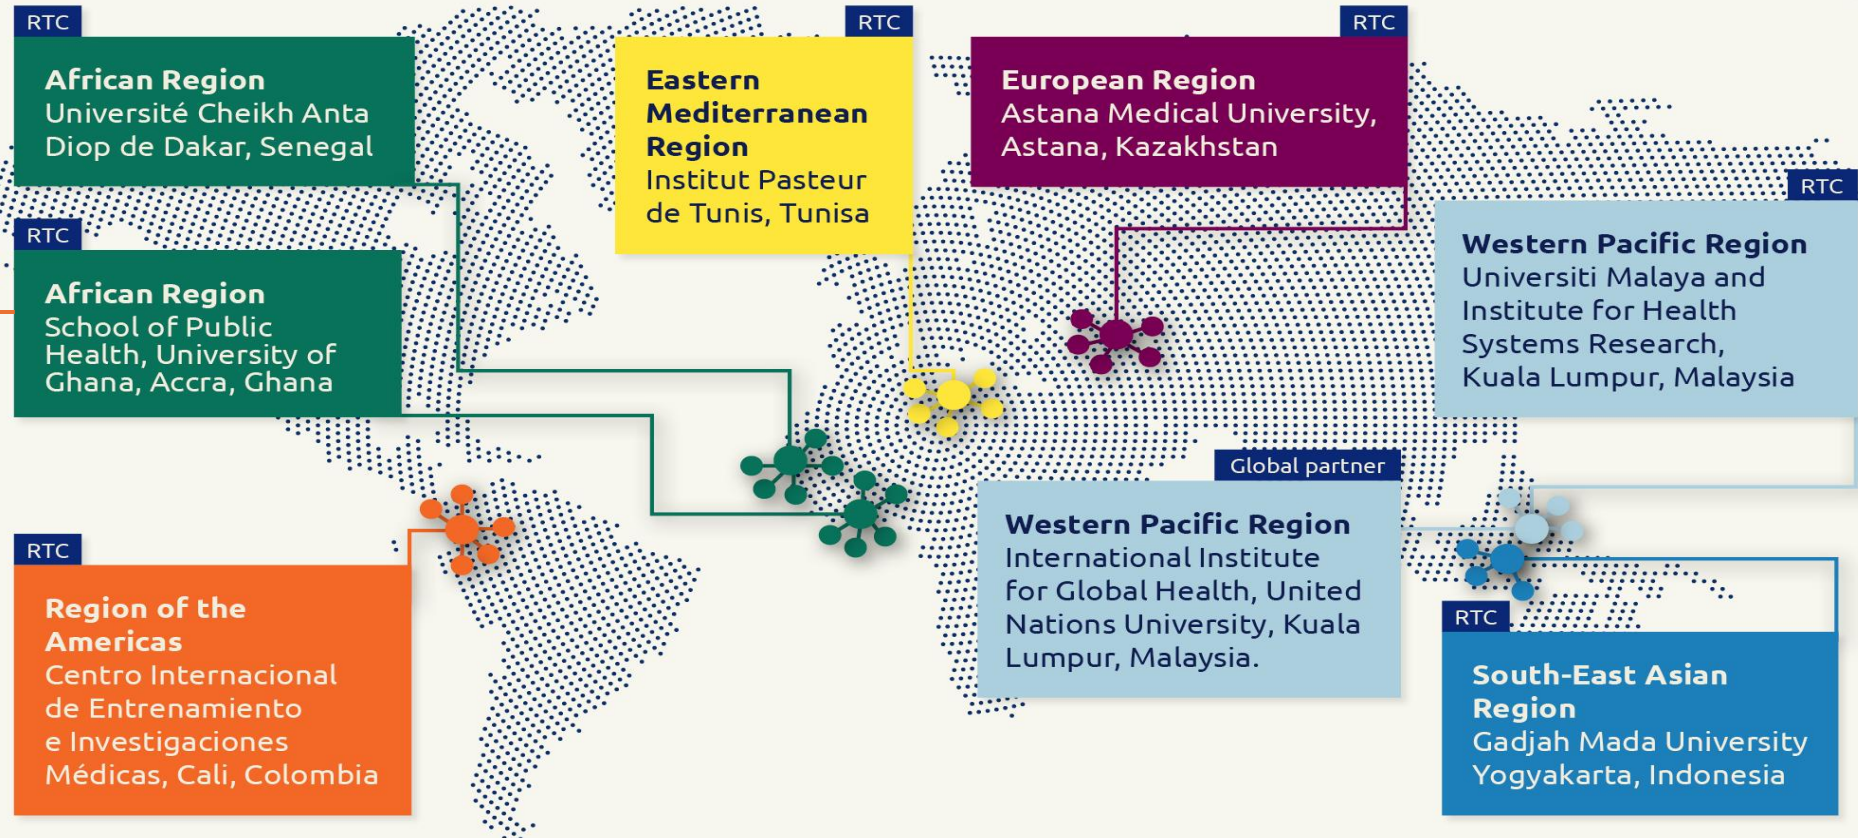 RTC
African Region
Université Cheikh Anta
Diop de Dakar, Senegal
RTC
African Region
School of Public
Health, University of
Ghana, Accra, Ghana
RTC
Region of the
Americas
Centro Internacional
de Entrenamiento
e Investigaciones
Médicas, Cali, Colombia
RTC
Eastern
Mediterranean
Region
Institut Pasteur
de Tunis, Tunisa
RTC
European Region
Astana Medical University,
Astana, Kazakhstan
RTC
Western Pacific Region
Universiti Malaya and
Institute for Health
Systems Research,
Kuala Lumpur, Malaysia
Global partner
Western Pacific Region
International Institute
for Global Health, United
Nations University, Kuala
Lumpur, Malaysia.
RTC
South-East Asian
Region
Gadjah Mada University
Yogyakarta, Indonesia